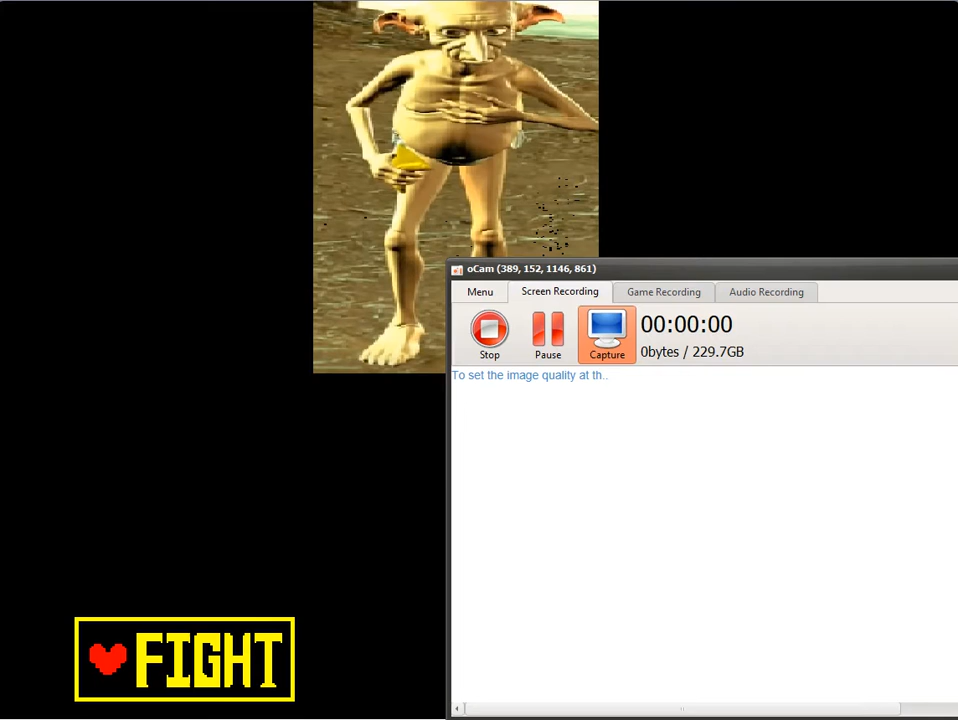 oCam (389, 152, 1146, 861)
Menu Screen Recording Game Recording Audio Recording
00:00:00
0bytes / 229.7GB
Stop Pause Capture
To set the image quality at th..
FIGHT